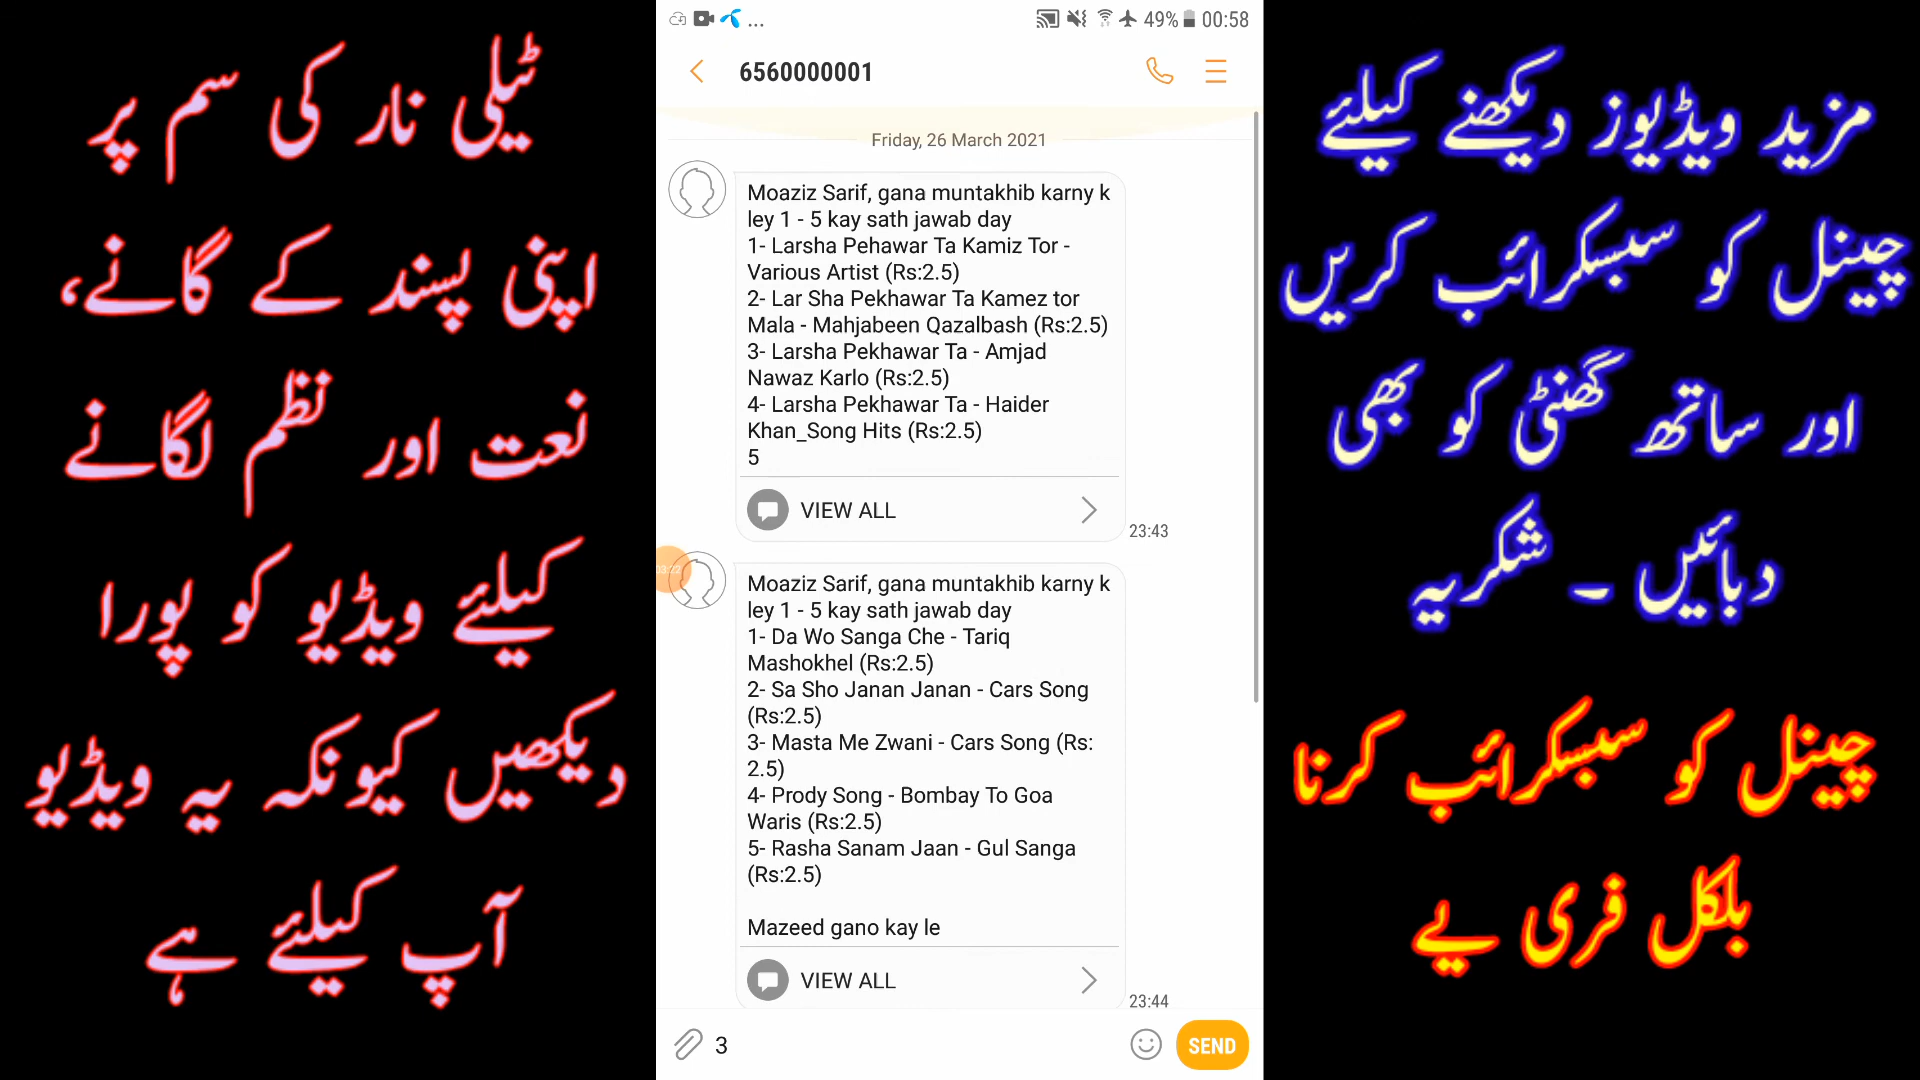 ٹیلی نار کی سم پر
اپنی پسند کے گانے،
نعت اور نظم لگانے
کیلئے ویڈیو کو پورا
دیکھیں کیونکہ یہ ویڈیو
آپ کیلئے ہے
... 49% 00:58
6560000001
Friday, 26 March 2021
Moaziz Sarif, gana muntakhib karny k
ley 1 - 5 kay sath jawab day
1- Larsha Pehawar Ta Kamiz Tor -
Various Artist (Rs:2.5)
2- Lar Sha Pekhawar Ta Kamez tor
Mala - Mahjabeen Qazalbash (Rs:2.5)
3- Larsha Pekhawar Ta - Amjad
Nawaz Karlo (Rs:2.5)
4- Larsha Pekhawar Ta - Haider
Khan_Song Hits (Rs:2.5)
5
VIEW ALL
23:43
03:22
Moaziz Sarif, gana muntakhib karny k
ley 1 - 5 kay sath jawab day
1- Da Wo Sanga Che - Tariq
Mashokhel (Rs:2.5)
2- Sa Sho Janan Janan - Cars Song
(Rs:2.5)
3- Masta Me Zwani - Cars Song (Rs:
2.5)
4- Prody Song - Bombay To Goa
Waris (Rs:2.5)
5- Rasha Sanam Jaan - Gul Sanga
(Rs:2.5)
Mazeed gano kay le
VIEW ALL
23:44
3
SEND
مزید ویڈیوز دیکھنے کیلئے
چینل کو سبسکرائب کریں
اور ساتھ گھنٹی کو بھی
دبائیں ۔ شکریہ
چینل کو سبسکرائب کرنا
بلکل فری ہے